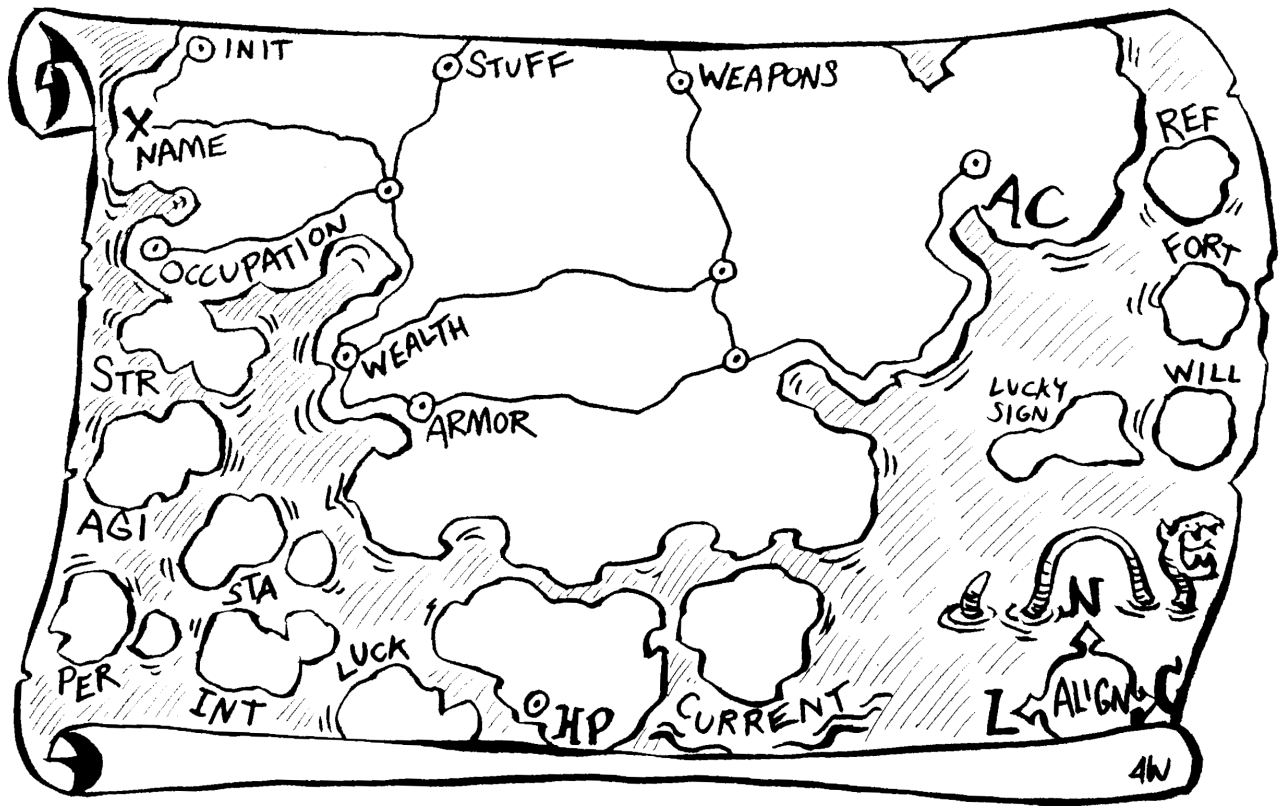 INIT
STUFF
WEAPONS
X
NAME
REF
AC
OCCUPATION
FORT
WEALTH
STR
WILL
LUCKY
SIGN
ARMOR
AGI
STA
N
PER
INT
LUCK
HP
CURRENT
L ALIGN C
4W